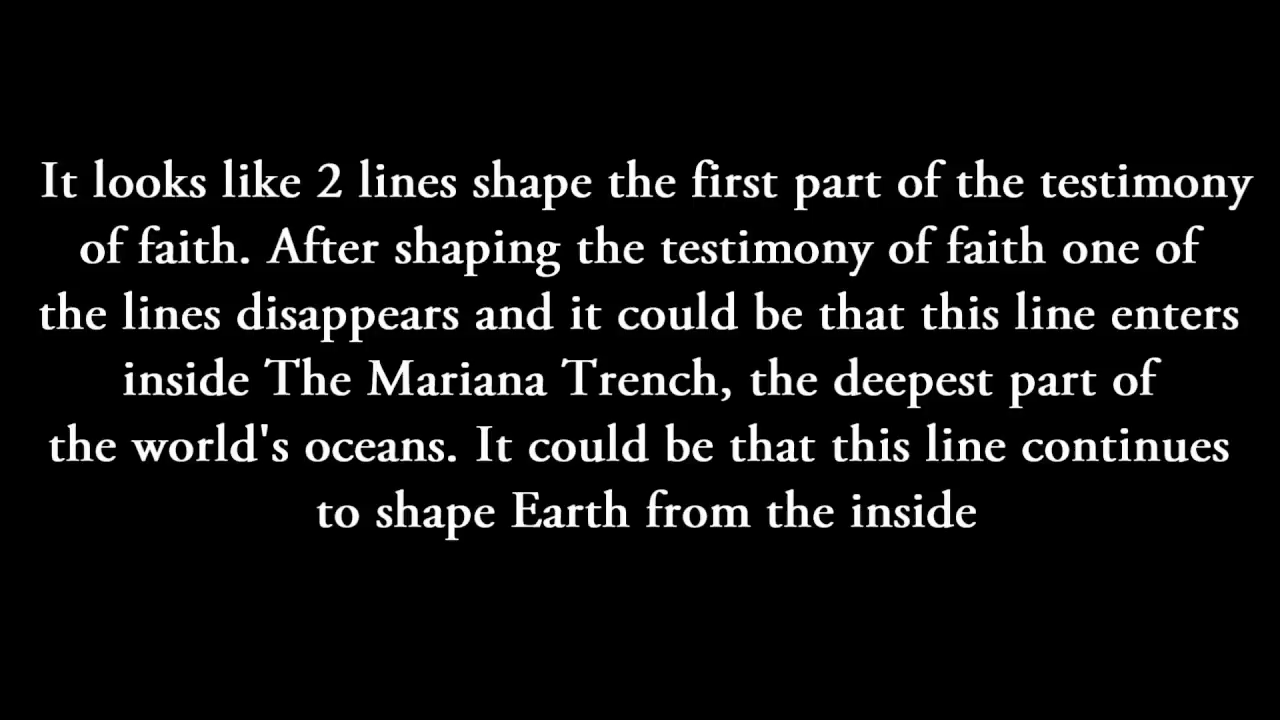 It looks like 2 lines shape the first part of the testimony
of faith. After shaping the testimony of faith one of
the lines disappears and it could be that this line enters
inside The Mariana Trench, the deepest part of
the world's oceans. It could be that this line continues
to shape Earth from the inside